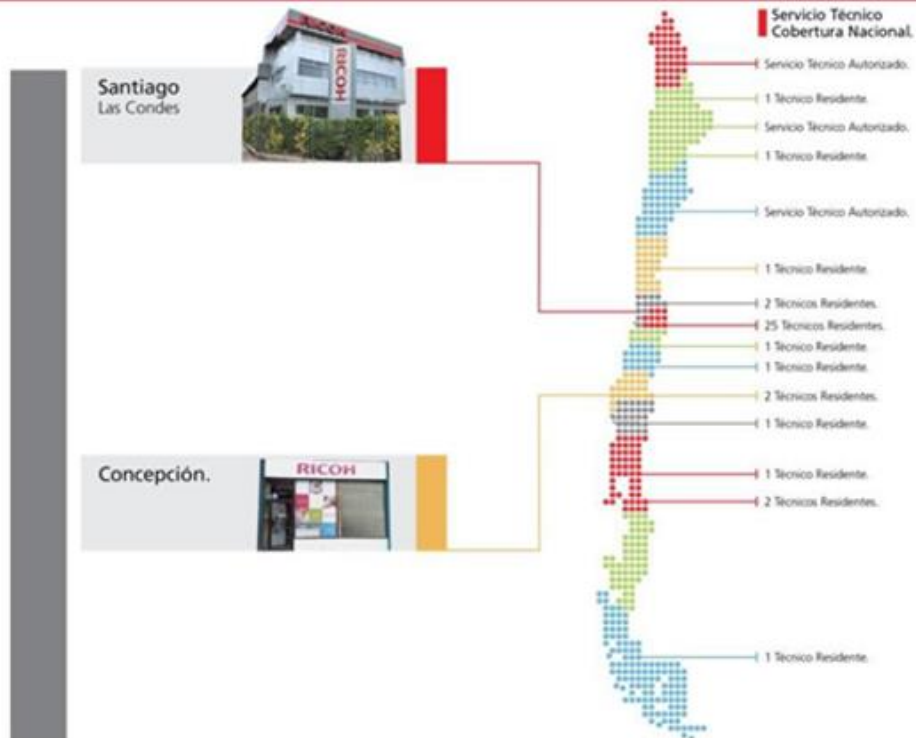 Servicio Técnico
Cobertura Nacional.
Santiago
Las Condes
RICOH
RICOH
Servicio Técnico Autorizado.
1 Técnico Residente.
Servicio Técnico Autorizado.
1 Técnico Residente.
Servicio Técnico Autorizado.
1 Técnico Residente.
2 Técnicos Residentes.
25 Técnicos Residentes.
1 Técnico Residente.
1 Técnico Residente.
2 Técnicos Residentes.
1 Técnico Residente.
Concepción.
RICOH
1 Técnico Residente.
2 Técnicos Residentes.
1 Técnico Residente.